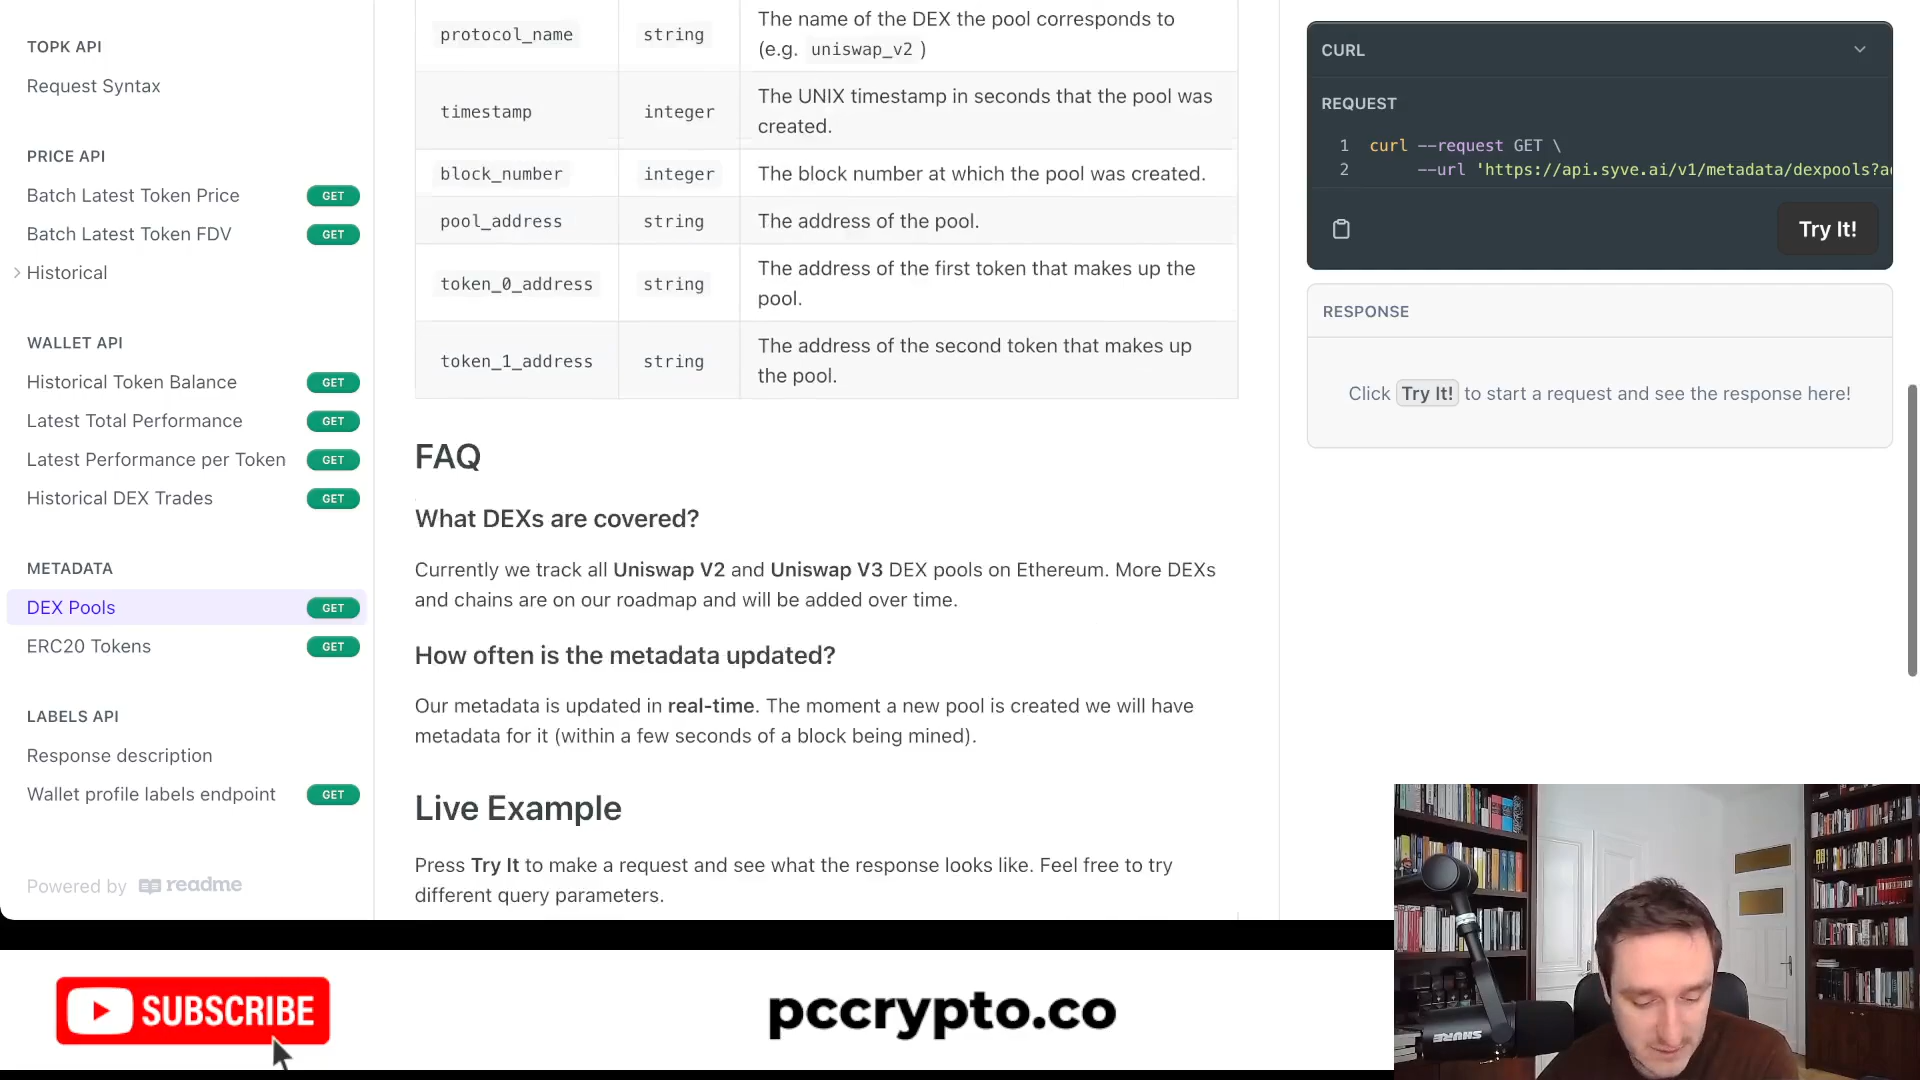 TOPK API
Request Syntax
PRICE API
Batch Latest Token Price GET
Batch Latest Token FDV GET
Historical
WALLET API
Historical Token Balance GET
Latest Total Performance GET
Latest Performance per Token GET
Historical DEX Trades GET
METADATA
DEX Pools GET
ERC20 Tokens GET
LABELS API
Response description
Wallet profile labels endpoint GET
Powered by readme
protocol_name string The name of the DEX the pool corresponds to
(e.g. uniswap_v2 )
timestamp integer The UNIX timestamp in seconds that the pool was
created.
block_number integer The block number at which the pool was created.
pool_address string The address of the pool.
token_0_address string The address of the first token that makes up the
pool.
token_1_address string The address of the second token that makes up
the pool.
FAQ
What DEXs are covered?
Currently we track all Uniswap V2 and Uniswap V3 DEX pools on Ethereum. More DEXs
and chains are on our roadmap and will be added over time.
How often is the metadata updated?
Our metadata is updated in real-time. The moment a new pool is created we will have
metadata for it (within a few seconds of a block being mined).
Live Example
Press Try It to make a request and see what the response looks like. Feel free to try
different query parameters.
CURL
REQUEST
1 curl --request GET \
2 --url 'https://api.syve.ai/v1/metadata/dexpools?a
Try It!
RESPONSE
Click Try It! to start a request and see the response here!
SUBSCRIBE
pccrypto.co
SHURE